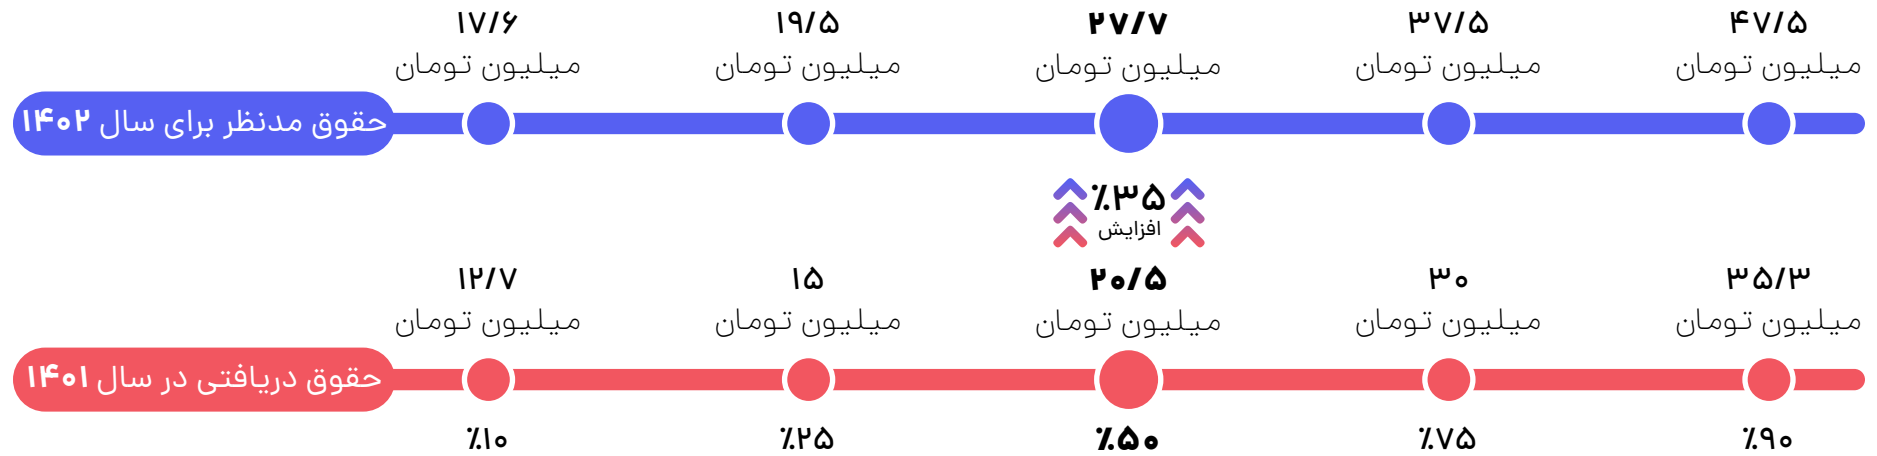 ۱۷/۶
میلیون تومان
۱۹/۵
میلیون تومان
۲۷/۷
میلیون تومان
۳۷/۵
میلیون تومان
۴۷/۵
میلیون تومان
حقوق مدنظر برای سال ۱۴۰۲
٪۳۵
افزایش
۱۲/۷
میلیون تومان
۱۵
میلیون تومان
۲۰/۵
میلیون تومان
۳۰
میلیون تومان
۳۵/۳
میلیون تومان
حقوق دریافتی در سال ۱۴۰۱
٪۱۰
٪۲۵
٪۵۰
٪۷۵
٪۹۰